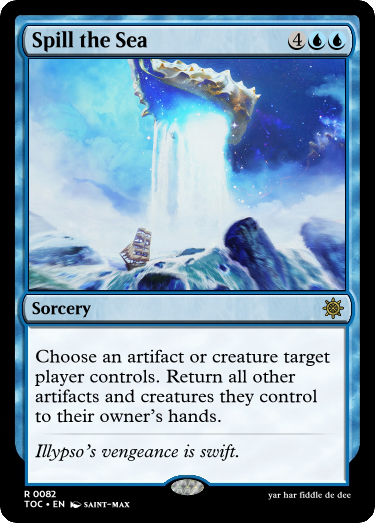 Spill the Sea 4
Sorcery
Choose an artifact or creature target
player controls. Return all other
artifacts and creatures they control
to their owner's hands.
Illypso's vengeance is swift.
R 0082
TOC • EN SAINT-MAX
yar har fiddle de dee